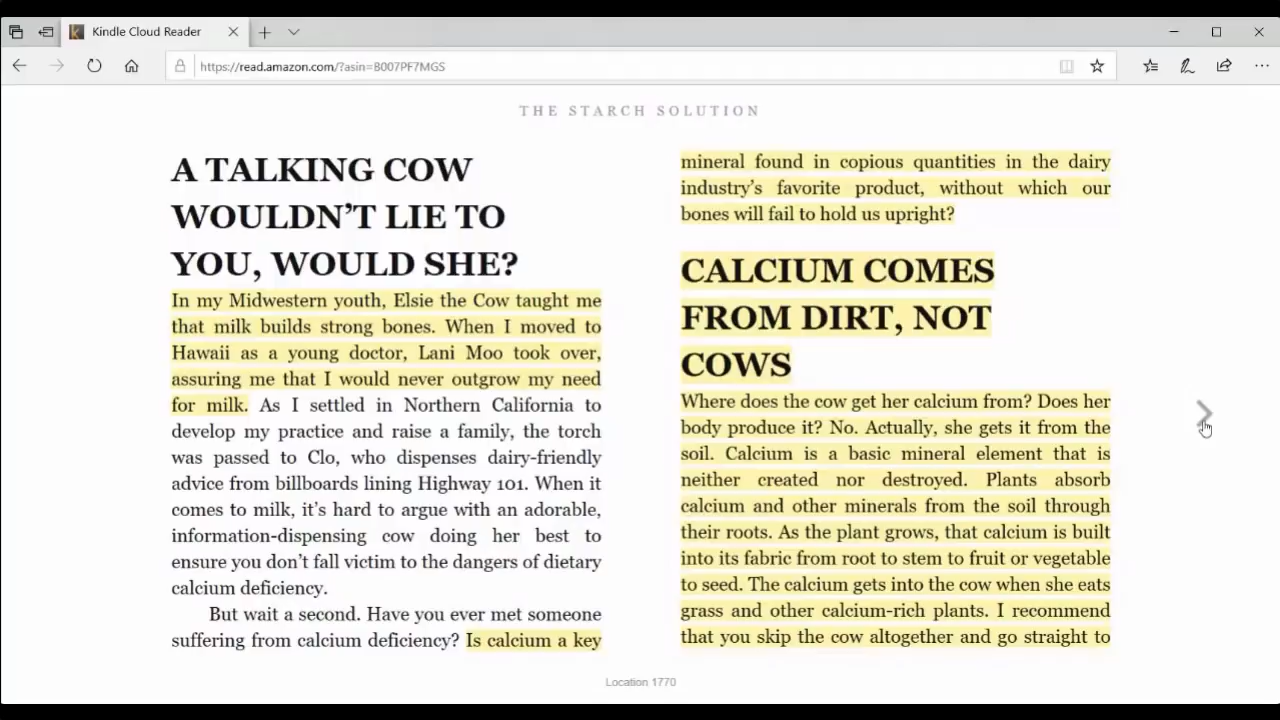 Kindle Cloud Reader
https://read.amazon.com/?asin=B007PF7MGS
THE STARCH SOLUTION
A TALKING COW
WOULDN’T LIE TO
YOU, WOULD SHE?
In my Midwestern youth, Elsie the Cow taught me
that milk builds strong bones. When I moved to
Hawaii as a young doctor, Lani Moo took over,
assuring me that I would never outgrow my need
for milk. As I settled in Northern California to
develop my practice and raise a family, the torch
was passed to Clo, who dispenses dairy-friendly
advice from billboards lining Highway 101. When it
comes to milk, it’s hard to argue with an adorable,
information-dispensing cow doing her best to
ensure you don’t fall victim to the dangers of dietary
calcium deficiency.
But wait a second. Have you ever met someone
suffering from calcium deficiency? Is calcium a key
mineral found in copious quantities in the dairy
industry’s favorite product, without which our
bones will fail to hold us upright?
CALCIUM COMES
FROM DIRT, NOT
COWS
Where does the cow get her calcium from? Does her
body produce it? No. Actually, she gets it from the
soil. Calcium is a basic mineral element that is
neither created nor destroyed. Plants absorb
calcium and other minerals from the soil through
their roots. As the plant grows, that calcium is built
into its fabric from root to stem to fruit or vegetable
to seed. The calcium gets into the cow when she eats
grass and other calcium-rich plants. I recommend
that you skip the cow altogether and go straight to
Location 1770